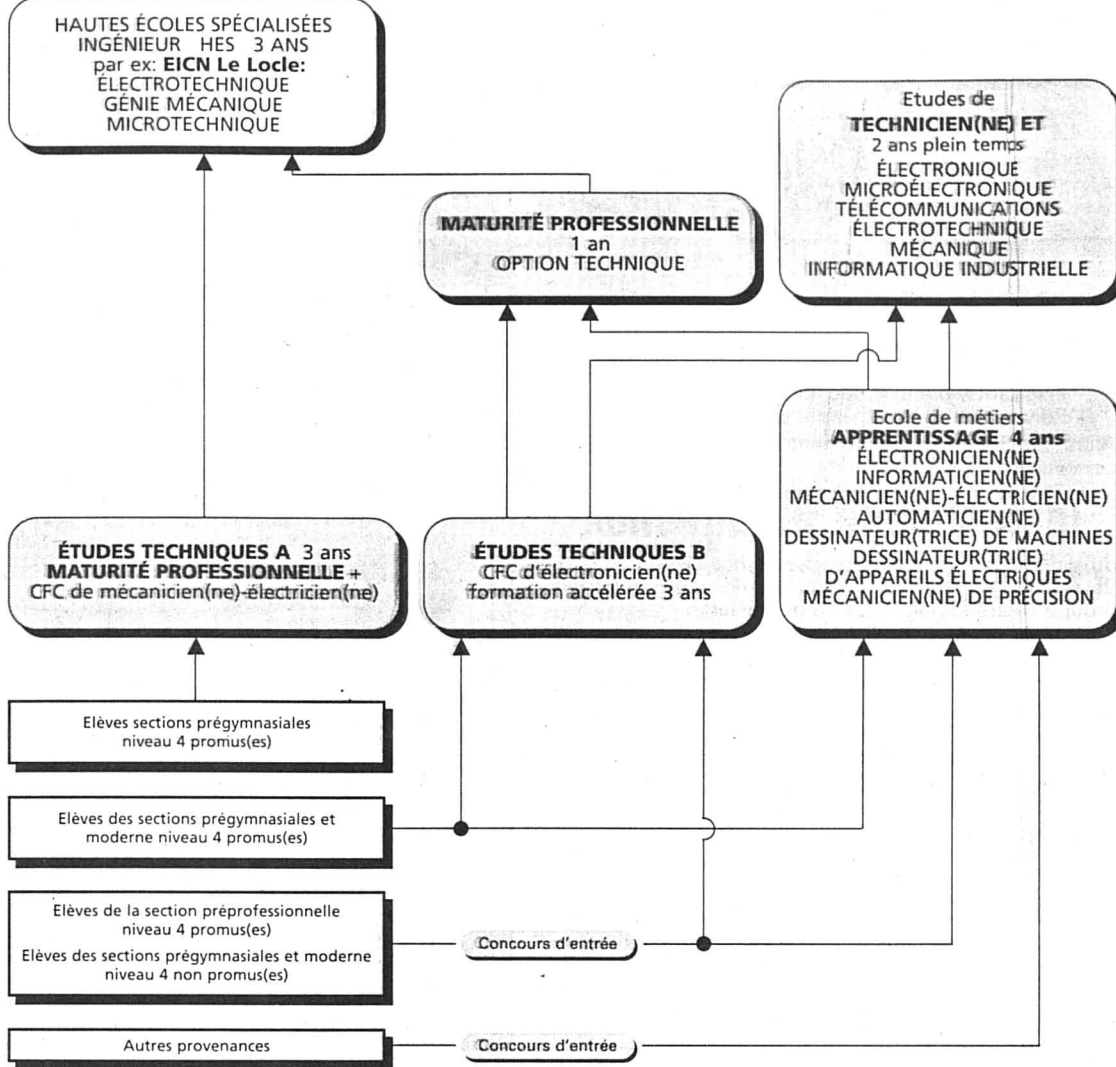 HAUTES ÉCOLES SPÉCIALISÉES
INGÉNIEUR HES 3 ANS
par ex: EICN Le Locle:
ÉLECTROTECHNIQUE
GÉNIE MÉCANIQUE
MICROTECHNIQUE
Etudes de
TECHNICIEN(NE) ET
2 ans plein temps
ÉLECTRONIQUE
MICROÉLECTRONIQUE
TÉLÉCOMMUNICATIONS
ÉLECTROTECHNIQUE
MÉCANIQUE
INFORMATIQUE INDUSTRIELLE
MATURITÉ PROFESSIONNELLE
1 an
OPTION TECHNIQUE
Ecole de métiers
APPRENTISSAGE 4 ans
ÉLECTRONICIEN(NE)
INFORMATICIEN(NE)
MÉCANICIEN(NE)-ÉLECTRICIEN(NE)
AUTOMATICIEN(NE)
DESSINATEUR(TRICE) DE MACHINES
DESSINATEUR(TRICE)
D'APPAREILS ÉLECTRIQUES
MÉCANICIEN(NE) DE PRÉCISION
ÉTUDES TECHNIQUES A 3 ans
MATURITÉ PROFESSIONNELLE +
CFC de mécanicien(ne)-électricien(ne)
ÉTUDES TECHNIQUES B
CFC d'électronicien(ne)
formation accélérée 3 ans
Elèves sections prégymnasiales
niveau 4 promus(es)
Elèves des sections prégymnasiales et
moderne niveau 4 promus(es)
Elèves de la section préprofessionnelle
niveau 4 promus(es)
Elèves des sections prégymnasiales et moderne
niveau 4 non promus(es)
Concours d'entrée
Autres provenances
Concours d'entrée